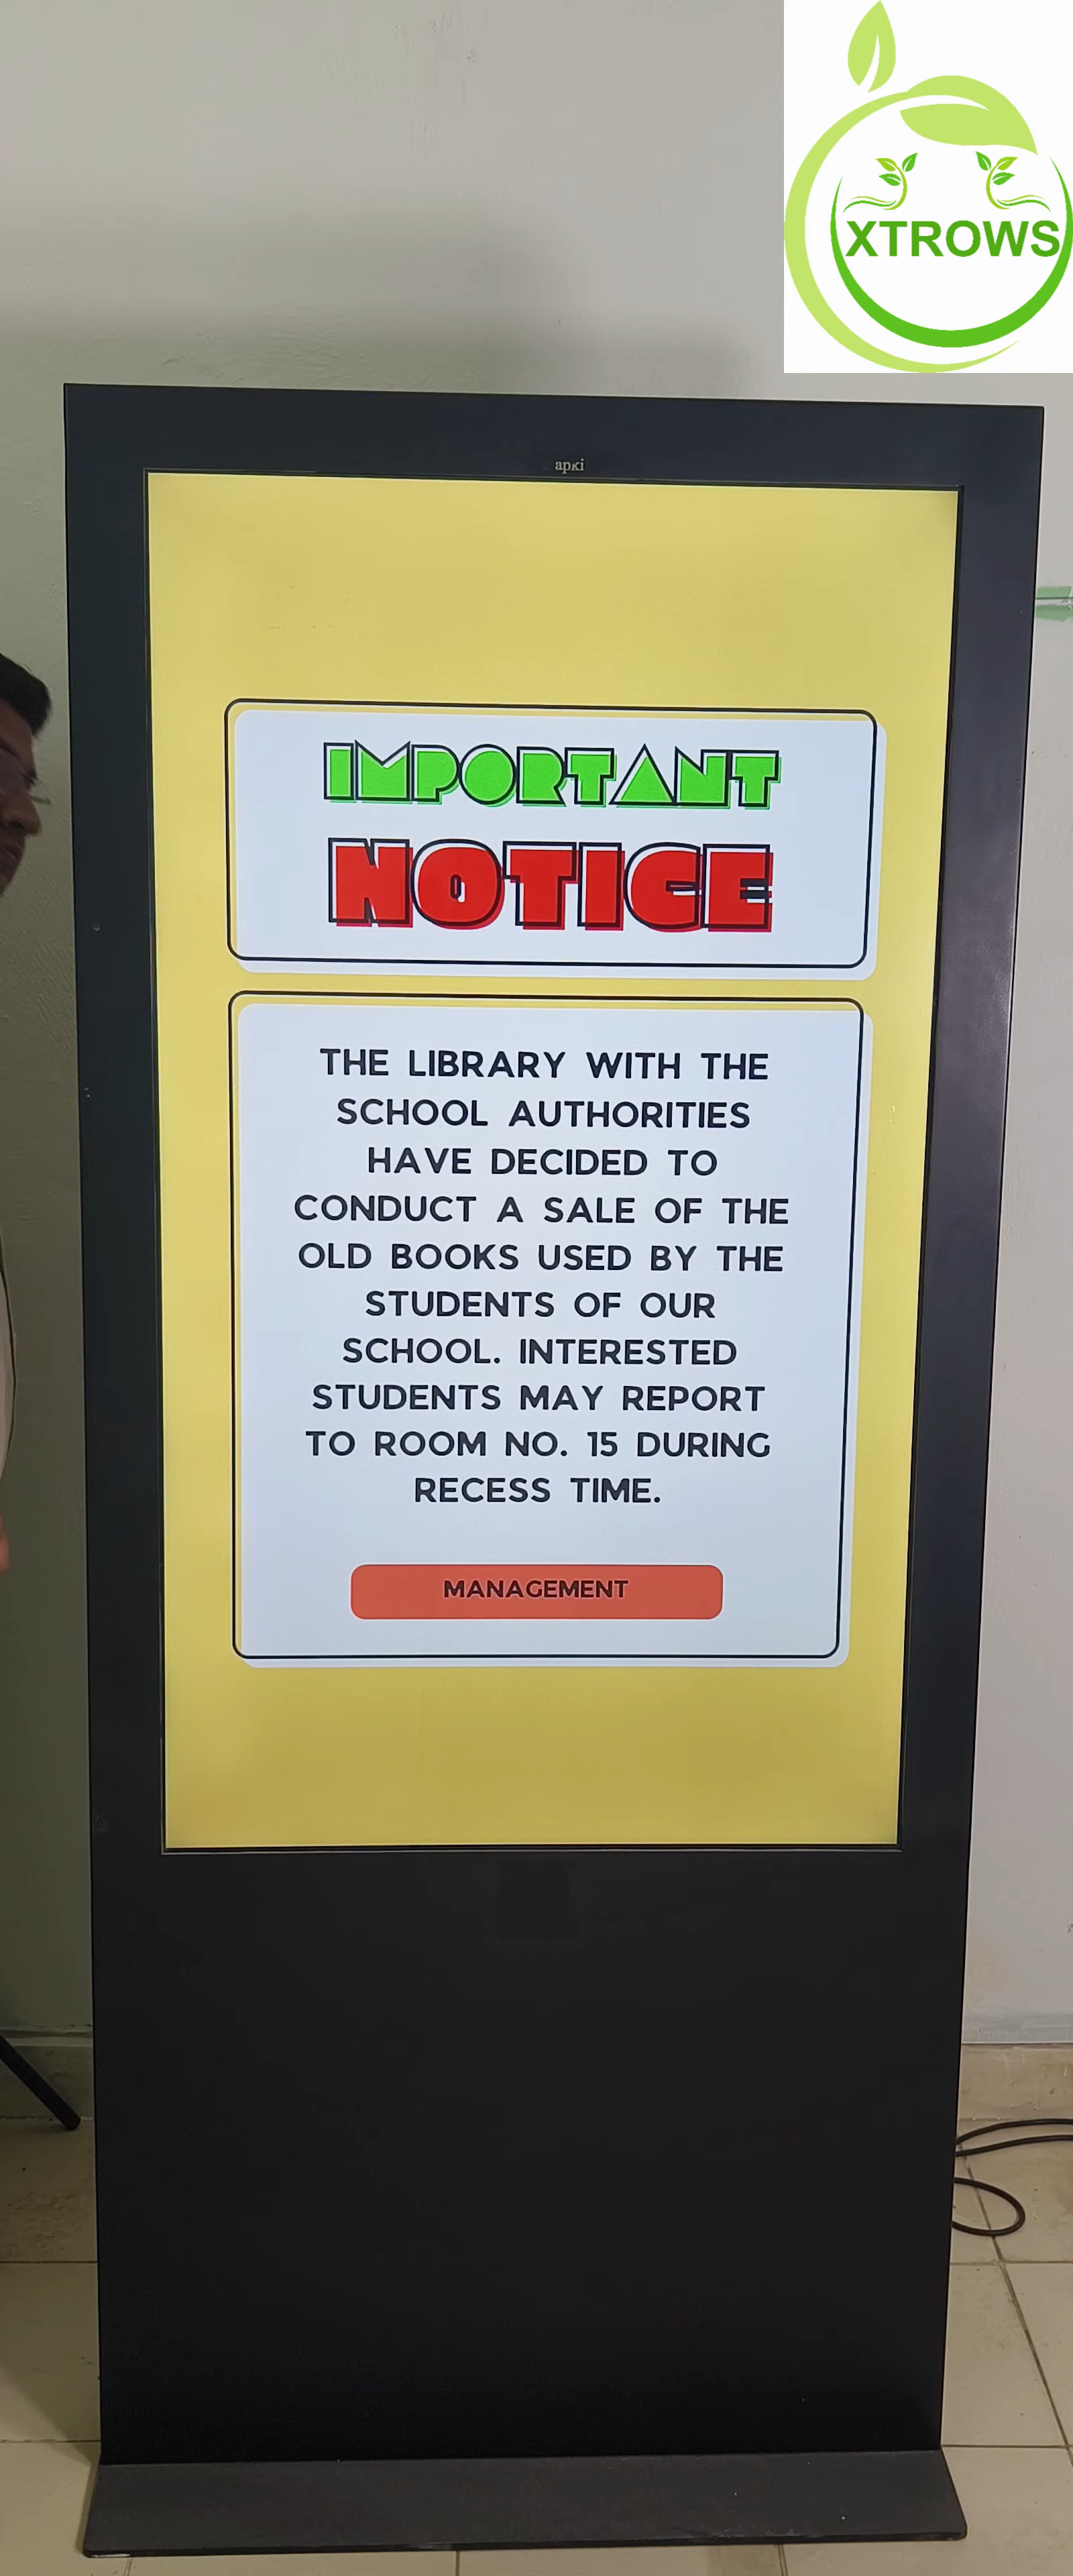 XTROWS
apкi
IMPORTANT
NOTICE
THE LIBRARY WITH THE
SCHOOL AUTHORITIES
HAVE DECIDED TO
CONDUCT A SALE OF THE
OLD BOOKS USED BY THE
STUDENTS OF OUR
SCHOOL. INTERESTED
STUDENTS MAY REPORT
TO ROOM NO. 15 DURING
RECESS TIME.
MANAGEMENT